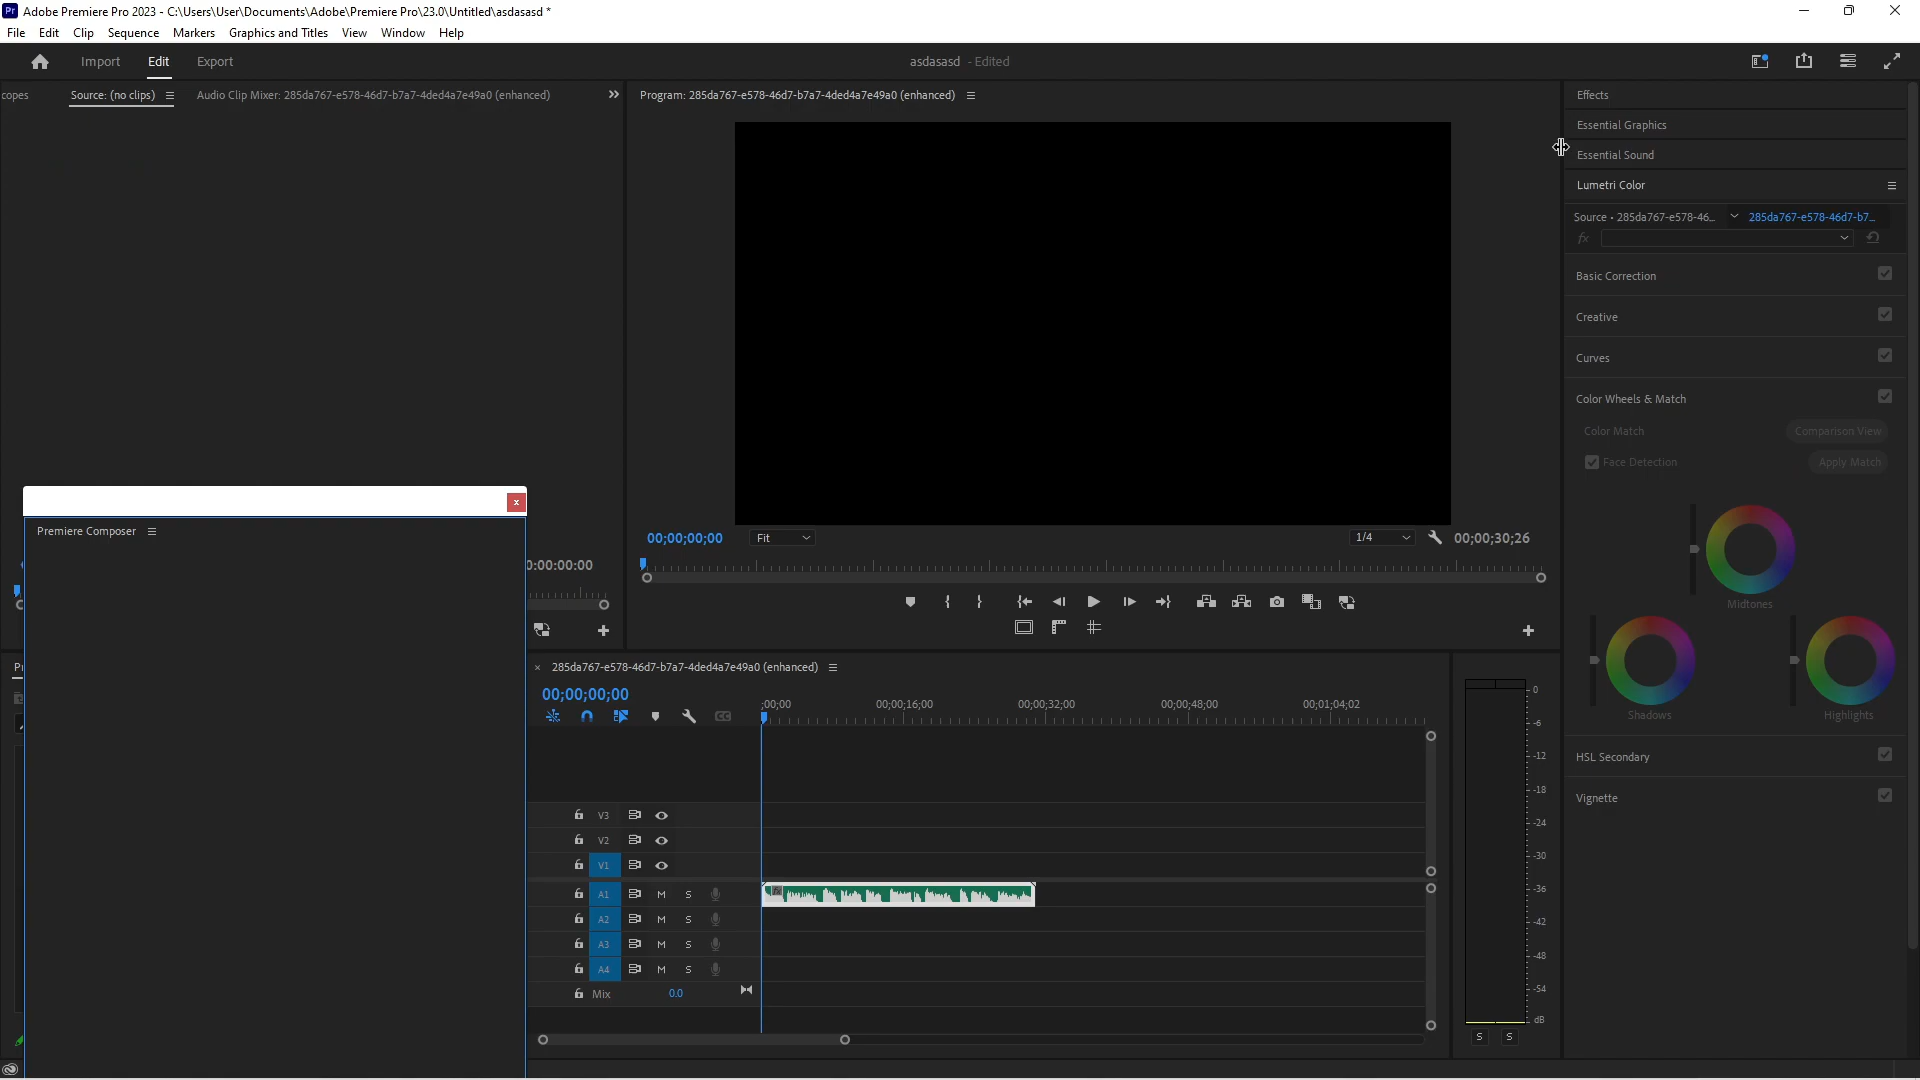 Pr Adobe Premiere Pro 2023 - C:\Users\User\Documents\Adobe\Premiere Pro\23.0\Untitled\asdasasd *
File Edit Clip Sequence Markers Graphics and Titles View Window Help
Import Edit Export asdasasd - Edited
copes Source: (no clips) Audio Clip Mixer: 285da767-e578-46d7-b7a7-4ded4a7e49a0 (enhanced)
Program: 285da767-e578-46d7-b7a7-4ded4a7e49a0 (enhanced)
Effects
Essential Graphics
Essential Sound
Lumetri Color
Source • 285da767-e578-46... 285da767-e578-46d7-b7...
fx
Basic Correction
Creative
Curves
Color Wheels & Match
Color Match Comparison View
Face Detection Apply Match
Midtones
Shadows Highlights
HSL Secondary
Vignette
Premiere Composer
0:00:00:00
00;00;00;00 Fit 1/4 00;00;30;26
285da767-e578-46d7-b7a7-4ded4a7e49a0 (enhanced)
00;00;00;00
;00;00 00;00;16;00 00;00;32;00 00;00;48;00 00;01;04;02
V3
V2
V1
A1 M S fx
A2 M S
A3 M S
A4 M S
Mix 0.0
0
-6
-12
-18
-24
-30
-36
-42
-48
-54
dB
S S